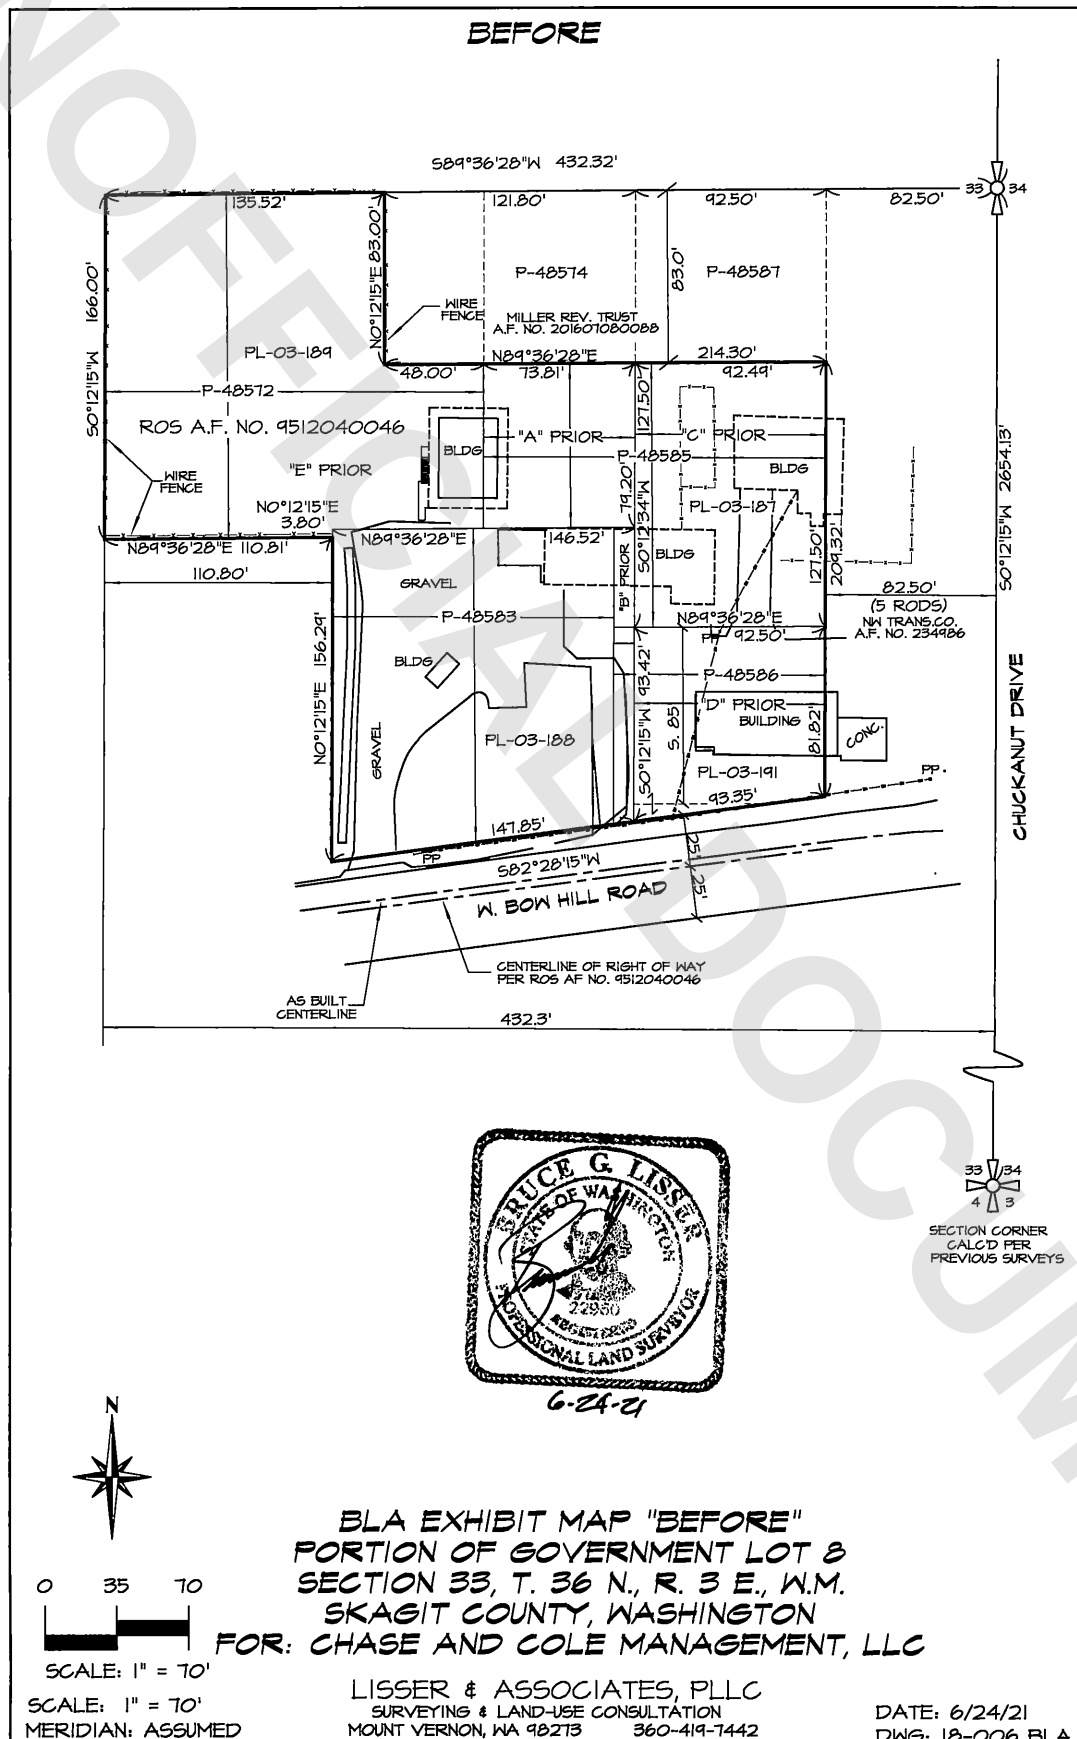 BEFORE
S89°36'28"W 432.32'
33 34
135.52'
121.80'
92.50'
82.50'
N0°12'15"E 83.00'
S0°12'15"W 166.00'
P-48574
83.0'
P-48587
WIRE
FENCE
MILLER REV. TRUST
A.F. NO. 201607080088
PL-03-189
N89°36'28"E
214.30'
48.00'
73.81'
92.49'
P-48572
127.50'
ROS A.F. NO. 9512040046
"A" PRIOR
"C" PRIOR
BLDG
P-48585
BLDG
"E" PRIOR
WIRE
FENCE
79.20'
S0°12'34"W
PL-03-187
N0°12'15"E
3.80'
N89°36'28"E 110.81'
N89°36'28"E
146.52'
BLDG
127.50'
209.32'
S0°12'15"W 2654.13'
110.80'
GRAVEL
"B" PRIOR
82.50'
(5 RODS)
NW TRANS.CO.
A.F. NO. 234986
P-48583
N89°36'28"E
PP
92.50'
N0°12'15"E 156.29'
BLDG
S0°12'15"W 93.42'
P-48586
"D" PRIOR
BUILDING
S. 85
81.82'
CONC.
CHUCKANUT DRIVE
GRAVEL
PL-03-188
PL-03-191
PP
93.35'
147.85'
PP
S82°28'15"W
25'
25'
W. BOW HILL ROAD
CENTERLINE OF RIGHT OF WAY
PER ROS AF NO. 9512040046
AS BUILT
CENTERLINE
432.3'
33 34
4 3
SECTION CORNER
CALC'D PER
PREVIOUS SURVEYS
BRUCE G. LISSER
STATE OF WASHINGTON
22960
REGISTERED
PROFESSIONAL LAND SURVEYOR
6-24-21
N
BLA EXHIBIT MAP "BEFORE"
PORTION OF GOVERNMENT LOT 8
SECTION 33, T. 36 N., R. 3 E., W.M.
SKAGIT COUNTY, WASHINGTON
FOR: CHASE AND COLE MANAGEMENT, LLC
0 35 70
SCALE: 1" = 70'
SCALE: 1" = 70'
MERIDIAN: ASSUMED
LISSER & ASSOCIATES, PLLC
SURVEYING & LAND-USE CONSULTATION
MOUNT VERNON, WA 98273 360-419-7442
DATE: 6/24/21
DWG: 18-006 BLA
UNOFFICIAL DOCUM